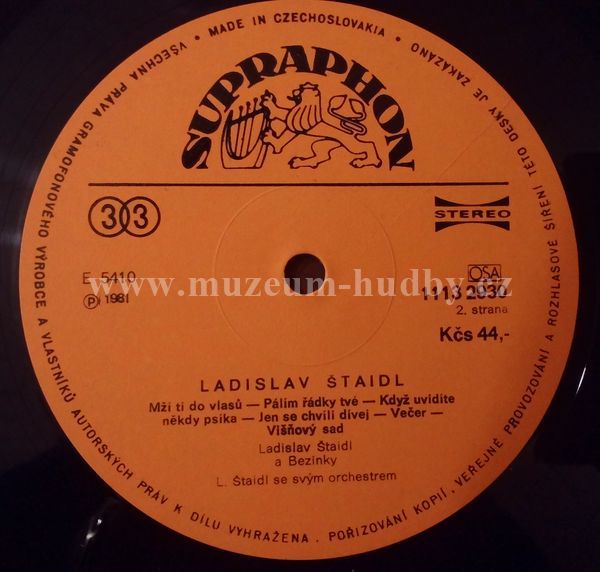 VŠECHNA PRÁVA GRAMOFONOVÉHO VÝROBCE A VLASTNÍKŮ AUTORSKÝCH PRÁV K DÍLU VYHRAŽENA. POŘIZOVÁNÍ KOPIÍ, VEŘEJNÉ PROVOZOVÁNÍ A ROZHLASOVÉ ŠÍŘENÍ TÉTO DESKY JE ZAKÁZÁNO • MADE IN CZECHOSLOVAKIA •
SUPRAPHON
33
STEREO
E 5410
OSA
www.muzeum-hudby.cz
Ⓟ 1981
1113 2930
2. strana
Kčs 44,-
LADISLAV ŠTAIDL
Mží ti do vlasů — Pálím řádky tvé — Když uvidíte
někdy psíka — Jen se chvíli dívej — Večer —
Višňový sad
Ladislav Štaidl
a Bezinky
L. Štaidl se svým orchestrem